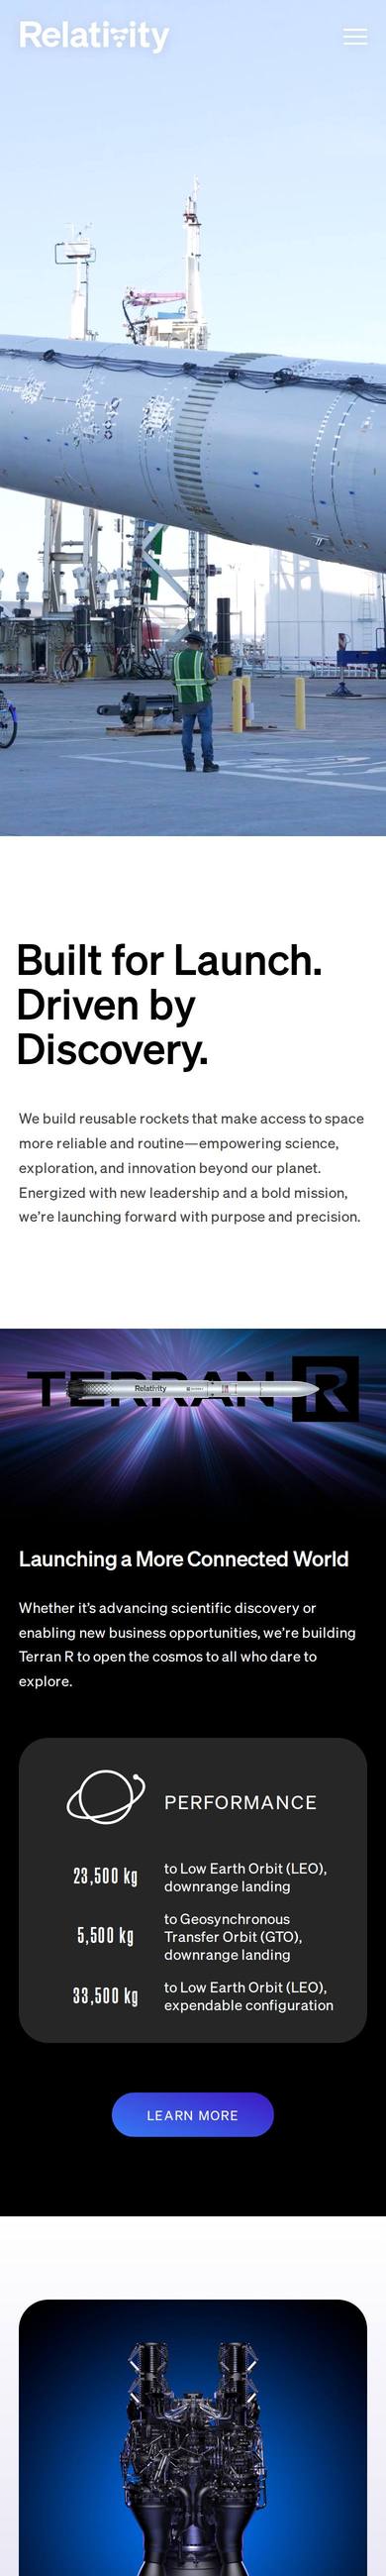 Relativity
Built for Launch.
Driven by
Discovery.
We build reusable rockets that make access to space
more reliable and routine—empowering science,
exploration, and innovation beyond our planet.
Energized with new leadership and a bold mission,
we’re launching forward with purpose and precision.
TERRAN R
Relativity
Launching a More Connected World
Whether it’s advancing scientific discovery or
enabling new business opportunities, we’re building
Terran R to open the cosmos to all who dare to
explore.
PERFORMANCE
23,500 kg
to Low Earth Orbit (LEO),
downrange landing
5,500 kg
to Geosynchronous
Transfer Orbit (GTO),
downrange landing
33,500 kg
to Low Earth Orbit (LEO),
expendable configuration
LEARN MORE